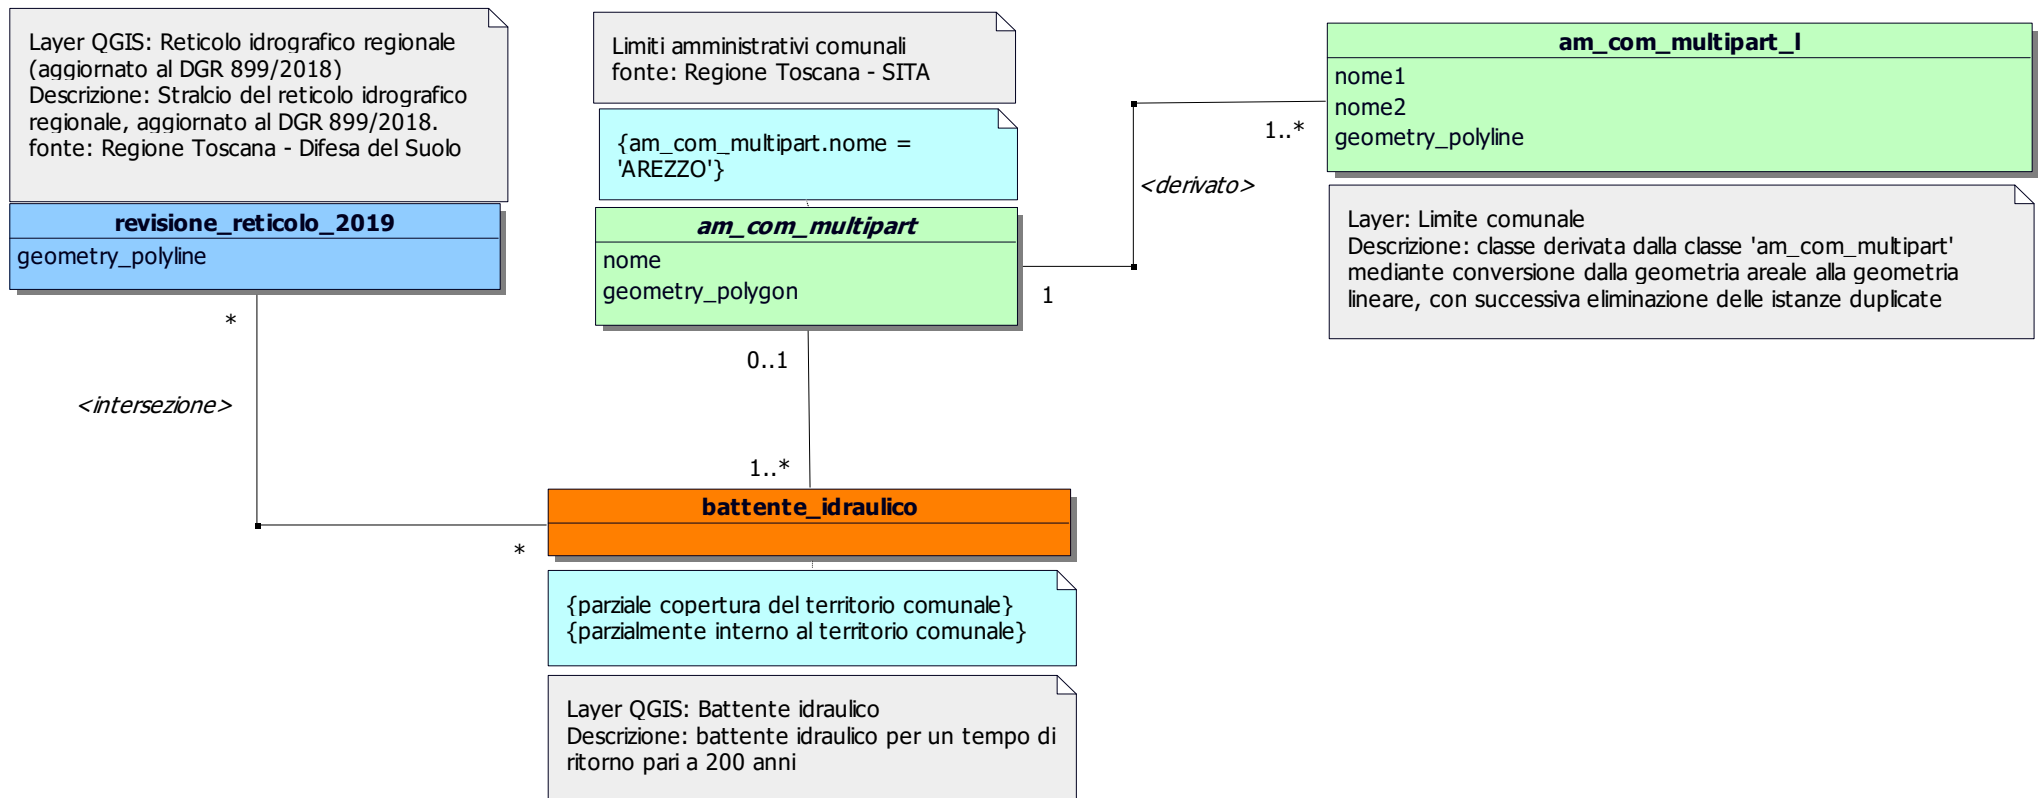 Layer QGIS: Reticolo idrografico regionale
(aggiornato al DGR 899/2018)
Descrizione: Stralcio del reticolo idrografico
regionale, aggiornato al DGR 899/2018.
fonte: Regione Toscana - Difesa del Suolo
revisione_reticolo_2019
geometry_polyline
*
<intersezione>
*
Limiti amministrativi comunali
fonte: Regione Toscana - SITA
{am_com_multipart.nome =
'AREZZO'}
am_com_multipart
nome
geometry_polygon
1
<derivato>
1..*
am_com_multipart_l
nome1
nome2
geometry_polyline
Layer: Limite comunale
Descrizione: classe derivata dalla classe 'am_com_multipart'
mediante conversione dalla geometria areale alla geometria
lineare, con successiva eliminazione delle istanze duplicate
0..1
1..*
battente_idraulico
{parziale copertura del territorio comunale}
{parzialmente interno al territorio comunale}
Layer QGIS: Battente idraulico
Descrizione: battente idraulico per un tempo di
ritorno pari a 200 anni